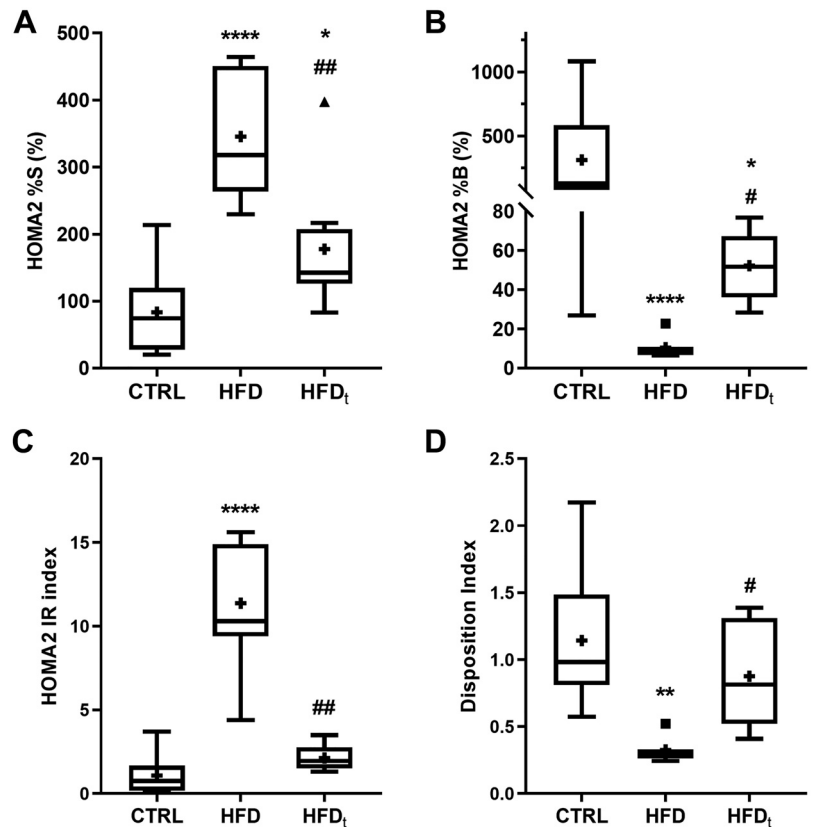 A
HOMA2 %S (%)
500
400
300
200
100
0
****
*
##
CTRL
HFD
HFDt
B
HOMA2 %B (%)
1000
500
80
60
40
20
0
****
*
#
CTRL
HFD
HFDt
C
HOMA2 IR index
20
15
10
5
0
****
##
CTRL
HFD
HFDt
D
Disposition Index
2.5
2.0
1.5
1.0
0.5
0.0
**
#
CTRL
HFD
HFDt